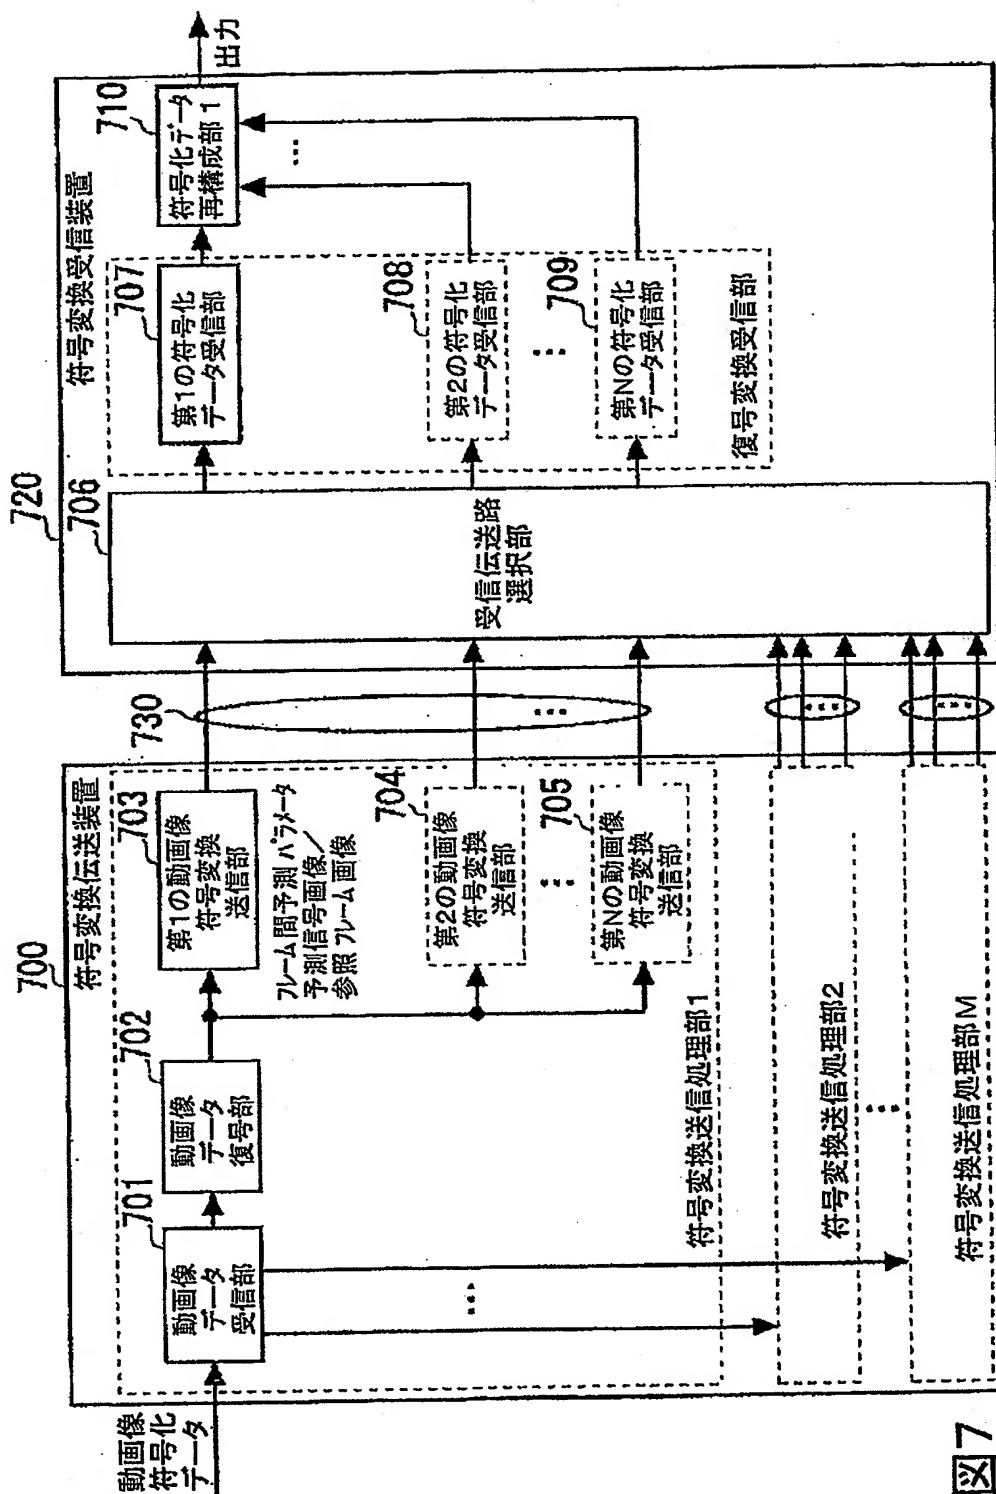 動画像
符号化
データ
700
符号変換伝送装置
701
動画像
データ
受信部
702
動画像
データ
復号部
703
第1の動画像
符号変換
送信部
フレーム間予測 パラメータ
予測信号画像／
参照フレーム画像
704
第2の動画像
符号変換
送信部
705
第Nの動画像
符号変換
送信部
符号変換送信処理部1
符号変換送信処理部2
符号変換送信処理部M
730
720
符号変換受信装置
706
受信伝送路
選択部
707
第1の符号化
データ受信部
708
第2の符号化
データ受信部
709
第Nの符号化
データ受信部
復号変換受信部
710
符号化データ
再構成部1
出力
図7